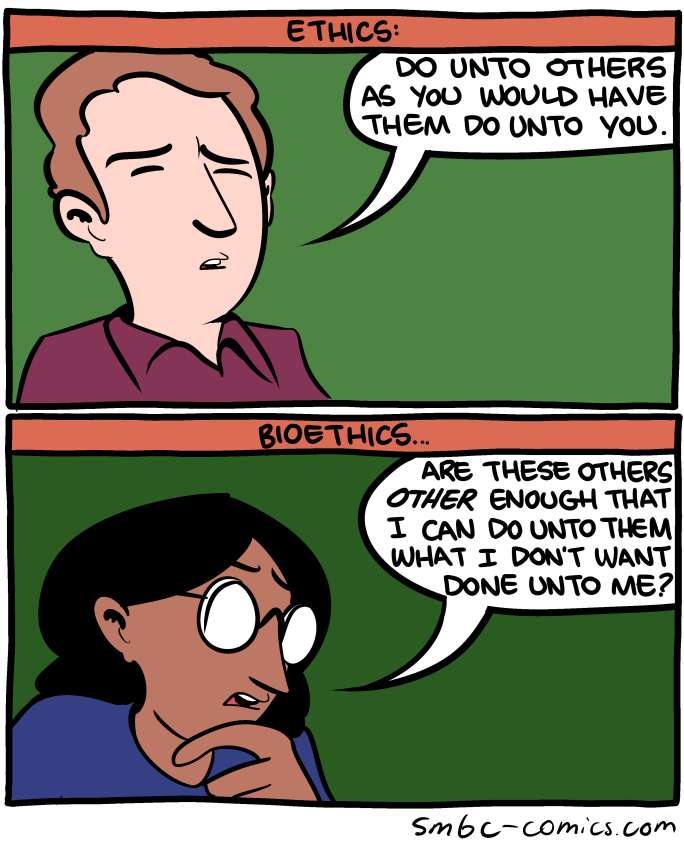 ETHICS:
DO UNTO OTHERS
AS YOU WOULD HAVE
THEM DO UNTO YOU.
BIOETHICS...
ARE THESE OTHERS
OTHER ENOUGH THAT
I CAN DO UNTO THEM
WHAT I DON'T WANT
DONE UNTO ME?
smbc-comics.com